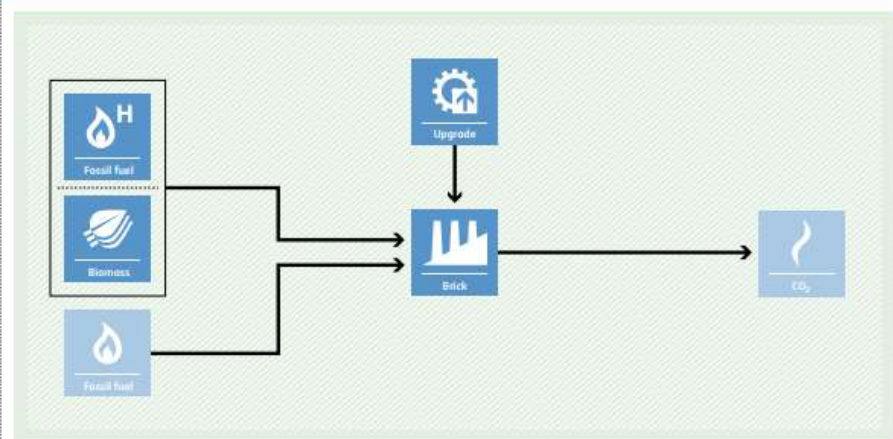 H
Fossil fuel
Biomass
Fossil fuel
Upgrade
Brick
CO₂